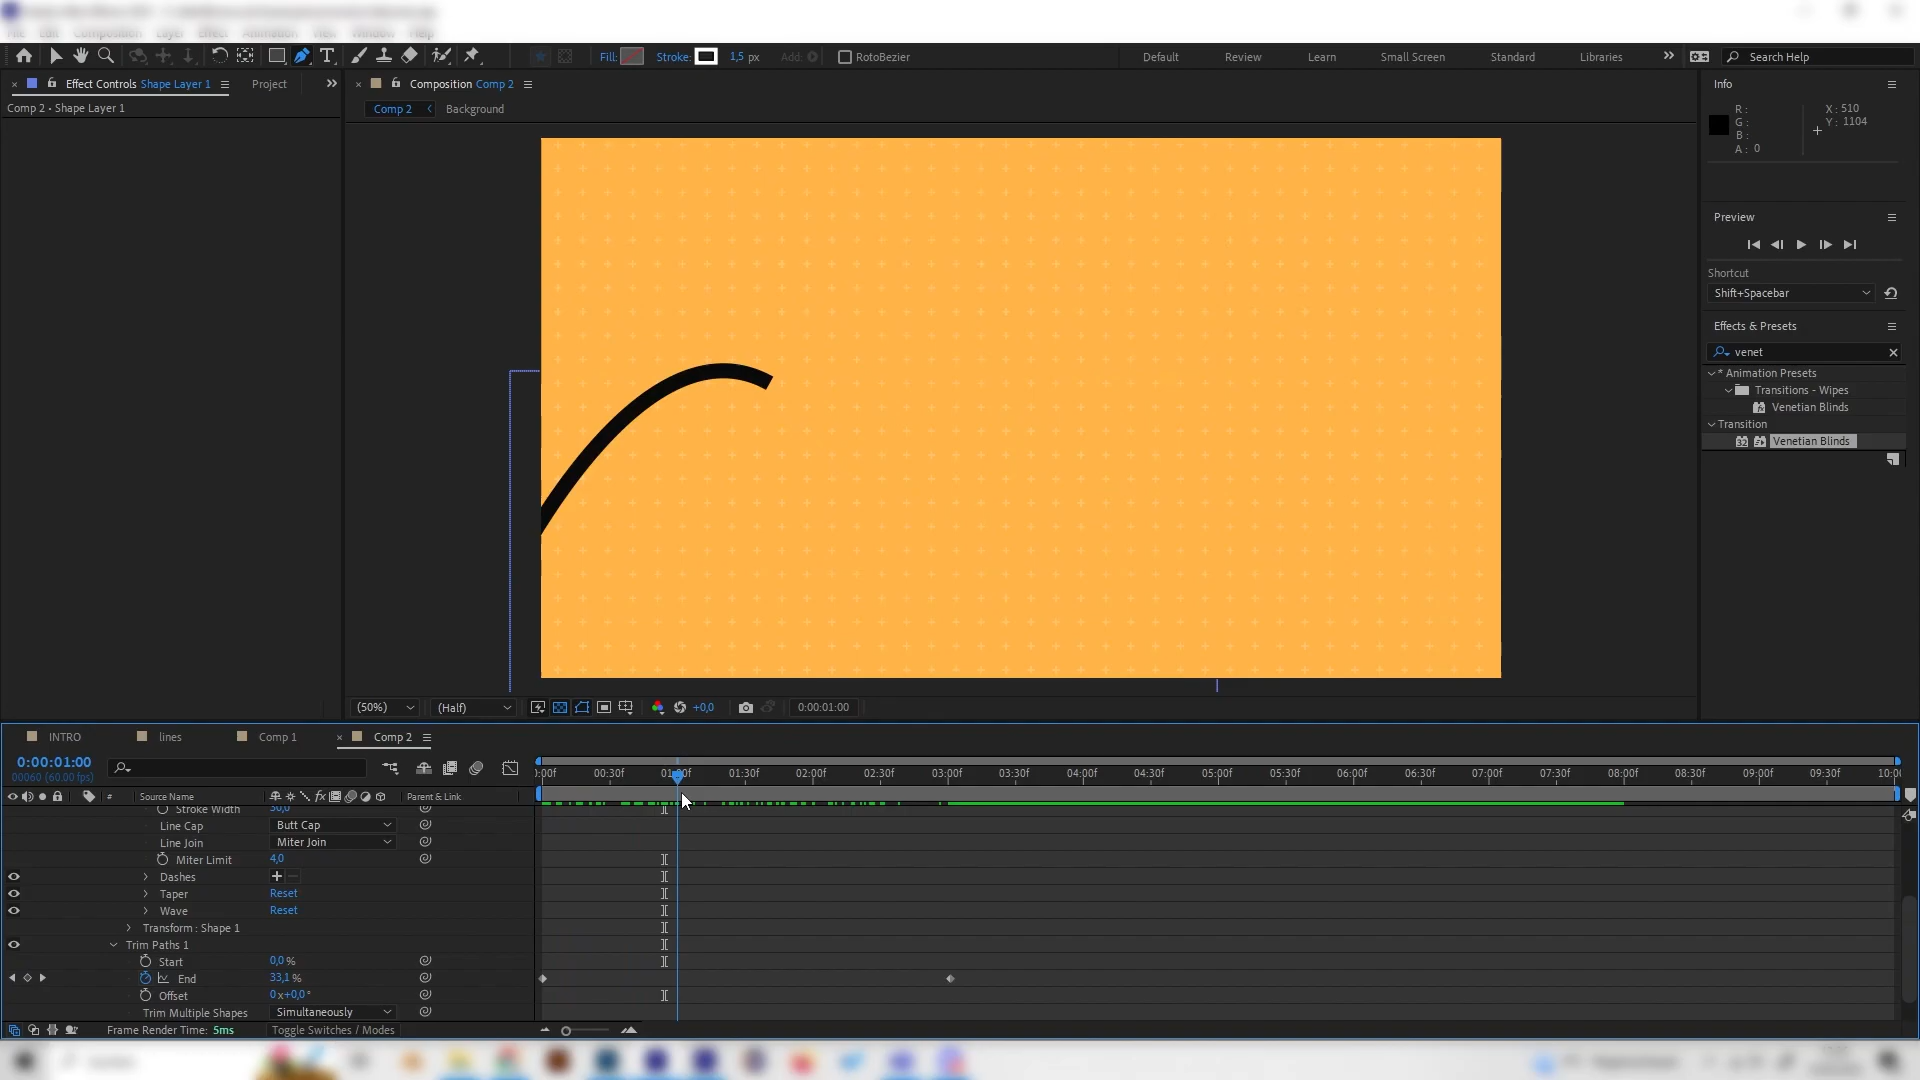 Fill:
Stroke:
1,5 px
Add:
RotoBezier
Default
Review
Learn
Small Screen
Standard
Libraries
Search Help
Effect Controls Shape Layer 1
Project
Comp 2 • Shape Layer 1
Composition Comp 2
Comp 2
Background
Info
R :
G :
B :
A : 0
X : 510
Y : 1104
Preview
Shortcut
Shift+Spacebar
Effects & Presets
venet
* Animation Presets
Transitions - Wipes
Venetian Blinds
Transition
Venetian Blinds
(50%)
(Half)
+0,0
0:00:01:00
INTRO
lines
Comp 1
Comp 2
0:00:01:00
00060 (60.00 fps)
00:30f
01:00f
01:30f
02:00f
02:30f
03:00f
03:30f
04:00f
04:30f
05:00f
05:30f
06:00f
06:30f
07:00f
07:30f
08:00f
08:30f
09:00f
09:30f
#
Source Name
Parent & Link
Stroke Width
30,0
Line Cap
Butt Cap
Line Join
Miter Join
Miter Limit
4,0
Dashes
Taper
Reset
Wave
Reset
Transform : Shape 1
Trim Paths 1
Start
0,0 %
End
33,1 %
Offset
0 x+0,0 °
Trim Multiple Shapes
Simultaneously
Frame Render Time: 5ms
Toggle Switches / Modes